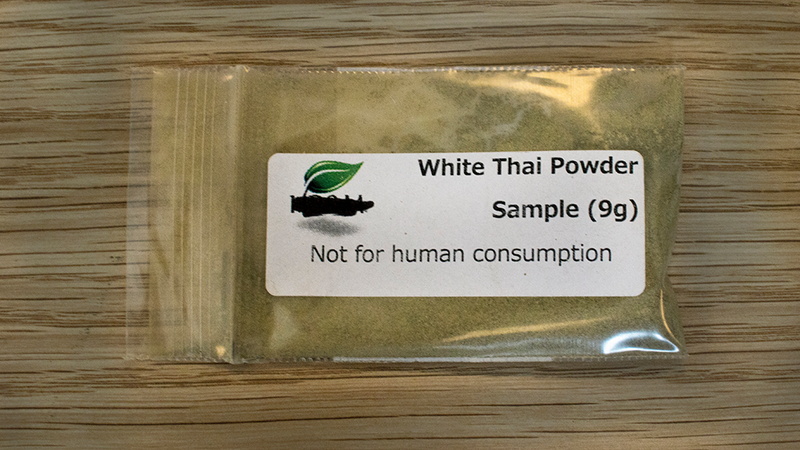 White Thai Powder
Sample (9g)
Not for human consumption